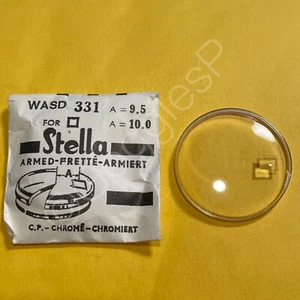 WASD 331 A = 9.5
FOR A = 10.0
Stella
ARMED-FRETTÉ-ARMIERT
A
C.P. - CHROMÉ - CHROMIERT